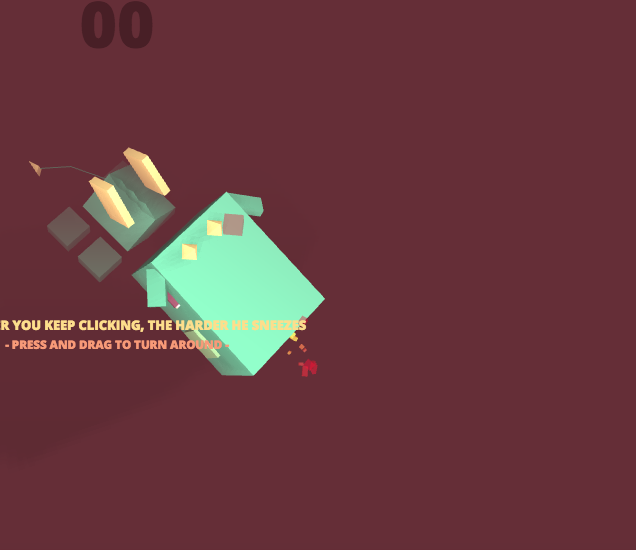 00
R YOU KEEP CLICKING, THE HARDER HE SNEEZES
- PRESS AND DRAG TO TURN AROUND -